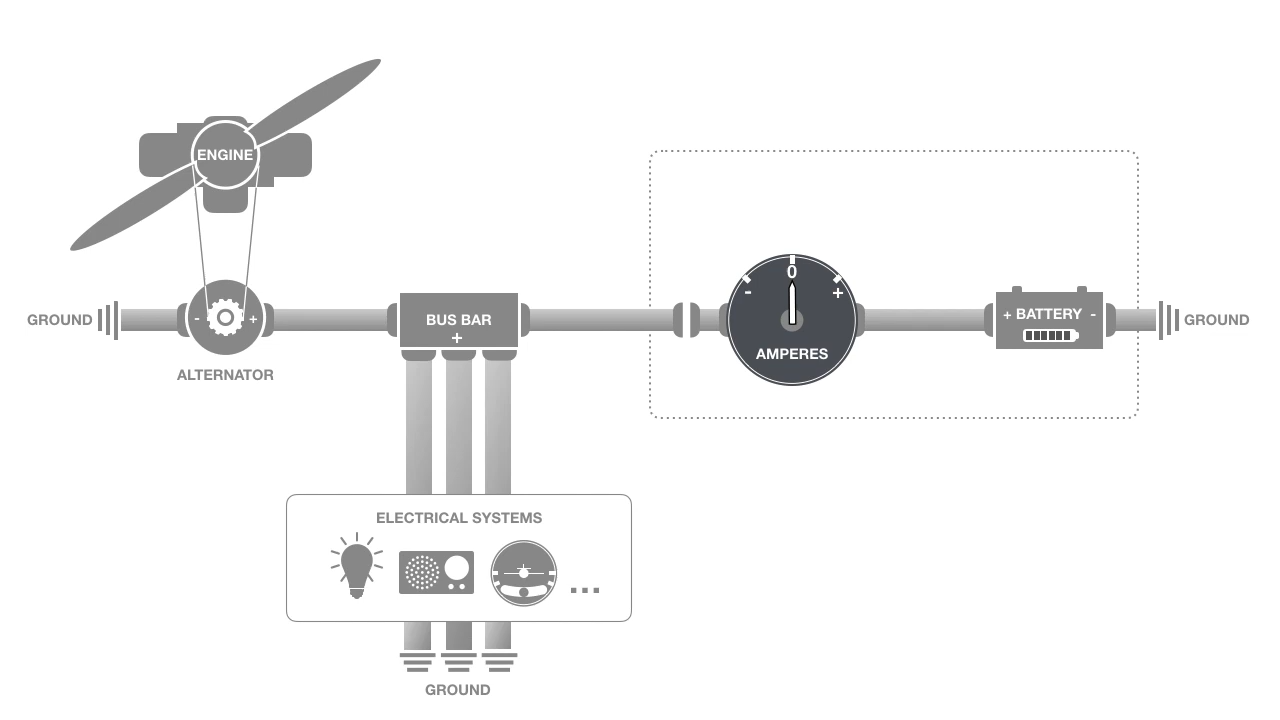 ENGINE
0
- +
AMPERES
GROUND
- +
ALTERNATOR
BUS BAR
+
+ BATTERY -
GROUND
ELECTRICAL SYSTEMS
...
GROUND